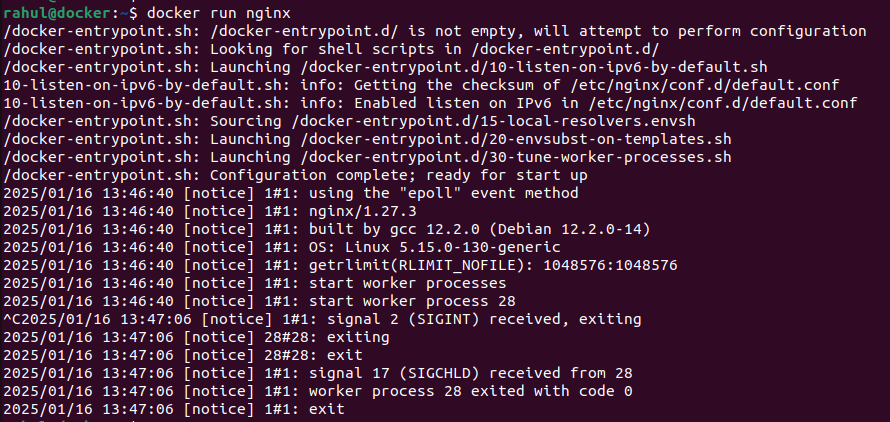 rahul@docker:~$ docker run nginx
/docker-entrypoint.sh: /docker-entrypoint.d/ is not empty, will attempt to perform configuration
/docker-entrypoint.sh: Looking for shell scripts in /docker-entrypoint.d/
/docker-entrypoint.sh: Launching /docker-entrypoint.d/10-listen-on-ipv6-by-default.sh
10-listen-on-ipv6-by-default.sh: info: Getting the checksum of /etc/nginx/conf.d/default.conf
10-listen-on-ipv6-by-default.sh: info: Enabled listen on IPv6 in /etc/nginx/conf.d/default.conf
/docker-entrypoint.sh: Sourcing /docker-entrypoint.d/15-local-resolvers.envsh
/docker-entrypoint.sh: Launching /docker-entrypoint.d/20-envsubst-on-templates.sh
/docker-entrypoint.sh: Launching /docker-entrypoint.d/30-tune-worker-processes.sh
/docker-entrypoint.sh: Configuration complete; ready for start up
2025/01/16 13:46:40 [notice] 1#1: using the "epoll" event method
2025/01/16 13:46:40 [notice] 1#1: nginx/1.27.3
2025/01/16 13:46:40 [notice] 1#1: built by gcc 12.2.0 (Debian 12.2.0-14)
2025/01/16 13:46:40 [notice] 1#1: OS: Linux 5.15.0-130-generic
2025/01/16 13:46:40 [notice] 1#1: getrlimit(RLIMIT_NOFILE): 1048576:1048576
2025/01/16 13:46:40 [notice] 1#1: start worker processes
2025/01/16 13:46:40 [notice] 1#1: start worker process 28
^C2025/01/16 13:47:06 [notice] 1#1: signal 2 (SIGINT) received, exiting
2025/01/16 13:47:06 [notice] 28#28: exiting
2025/01/16 13:47:06 [notice] 28#28: exit
2025/01/16 13:47:06 [notice] 1#1: signal 17 (SIGCHLD) received from 28
2025/01/16 13:47:06 [notice] 1#1: worker process 28 exited with code 0
2025/01/16 13:47:06 [notice] 1#1: exit